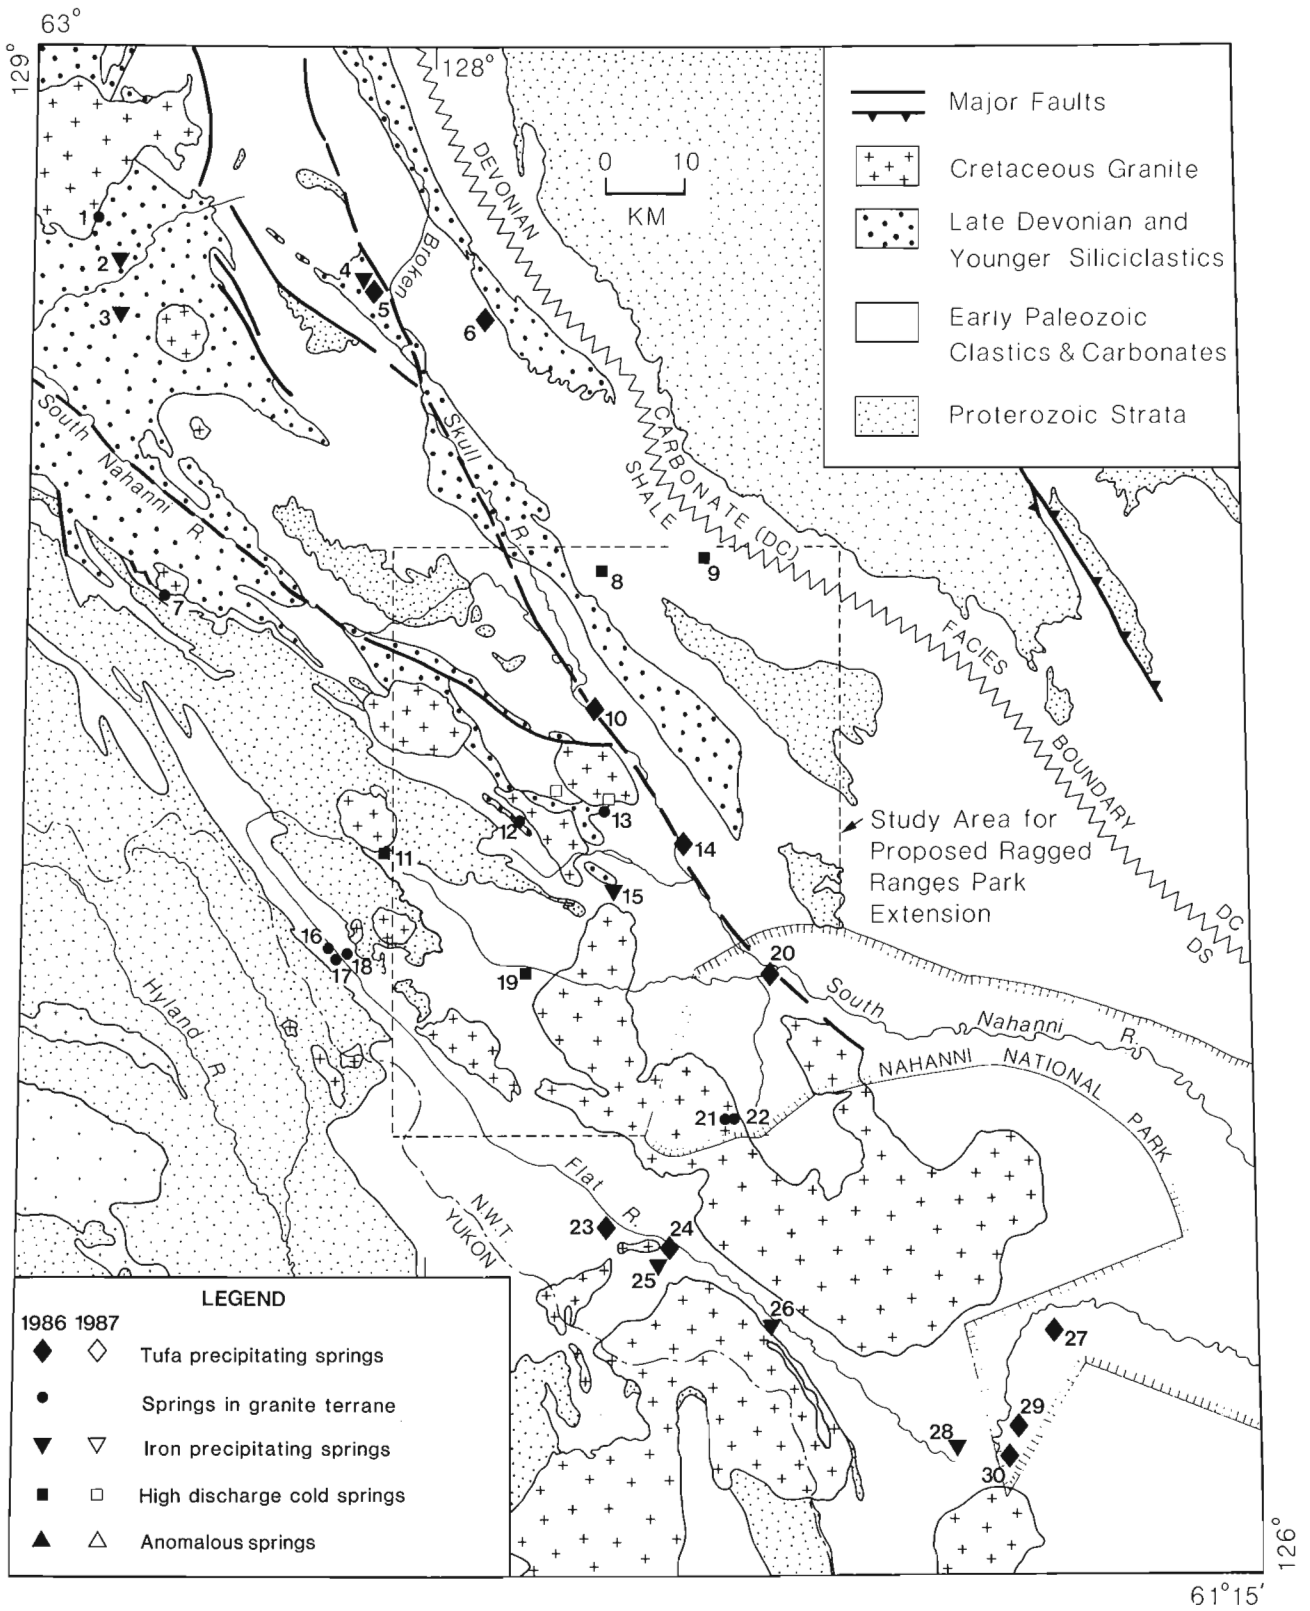 63°
129°
128°
0 10
KM
Major Faults
Cretaceous Granite
Late Devonian and
Younger Siliciclastics
Early Paleozoic
Clastics & Carbonates
Proterozoic Strata
DEVONIAN
CARBONATE (DC)
SHALE
FACIES
BOUNDARY
DC
DS
Broken
Skull
R.
South
Nahanni
R.
1
2
3
4
5
6
7
8
9
10
11
12
13
14
15
16
17
18
19
20
21
22
23
24
25
26
27
28
29
30
Study Area for
Proposed Ragged
Ranges Park
Extension
South
Nahanni
R.
NAHANNI NATIONAL
PARK
Hyland
R
Flat
R.
N.W.T.
YUKON
LEGEND
1986 1987
Tufa precipitating springs
Springs in granite terrane
Iron precipitating springs
High discharge cold springs
Anomalous springs
126°
61°15'